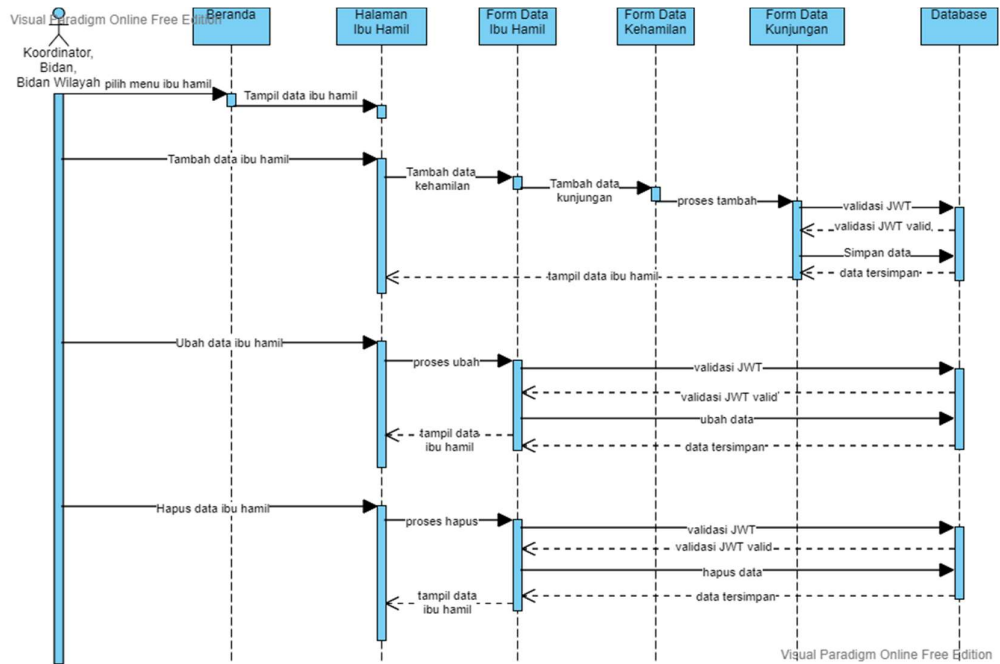 Visual Paradigm Online Free Edition
Beranda
Halaman
Ibu Hamil
Form Data
Ibu Hamil
Form Data
Kehamilan
Form Data
Kunjungan
Database
Koordinator,
Bidan,
Bidan Wilayah
pilih menu ibu hamil
Tampil data ibu hamil
Tambah data ibu hamil
Tambah data
kehamilan
Tambah data
kunjungan
proses tambah
validasi JWT
validasi JWT valid
Simpan data
data tersimpan
tampil data ibu hamil
Ubah data ibu hamil
proses ubah
validasi JWT
validasi JWT valid
ubah data
tampil data
ibu hamil
data tersimpan
Hapus data ibu hamil
proses hapus
validasi JWT
validasi JWT valid
hapus data
tampil data
ibu hamil
data tersimpan
Visual Paradigm Online Free Edition